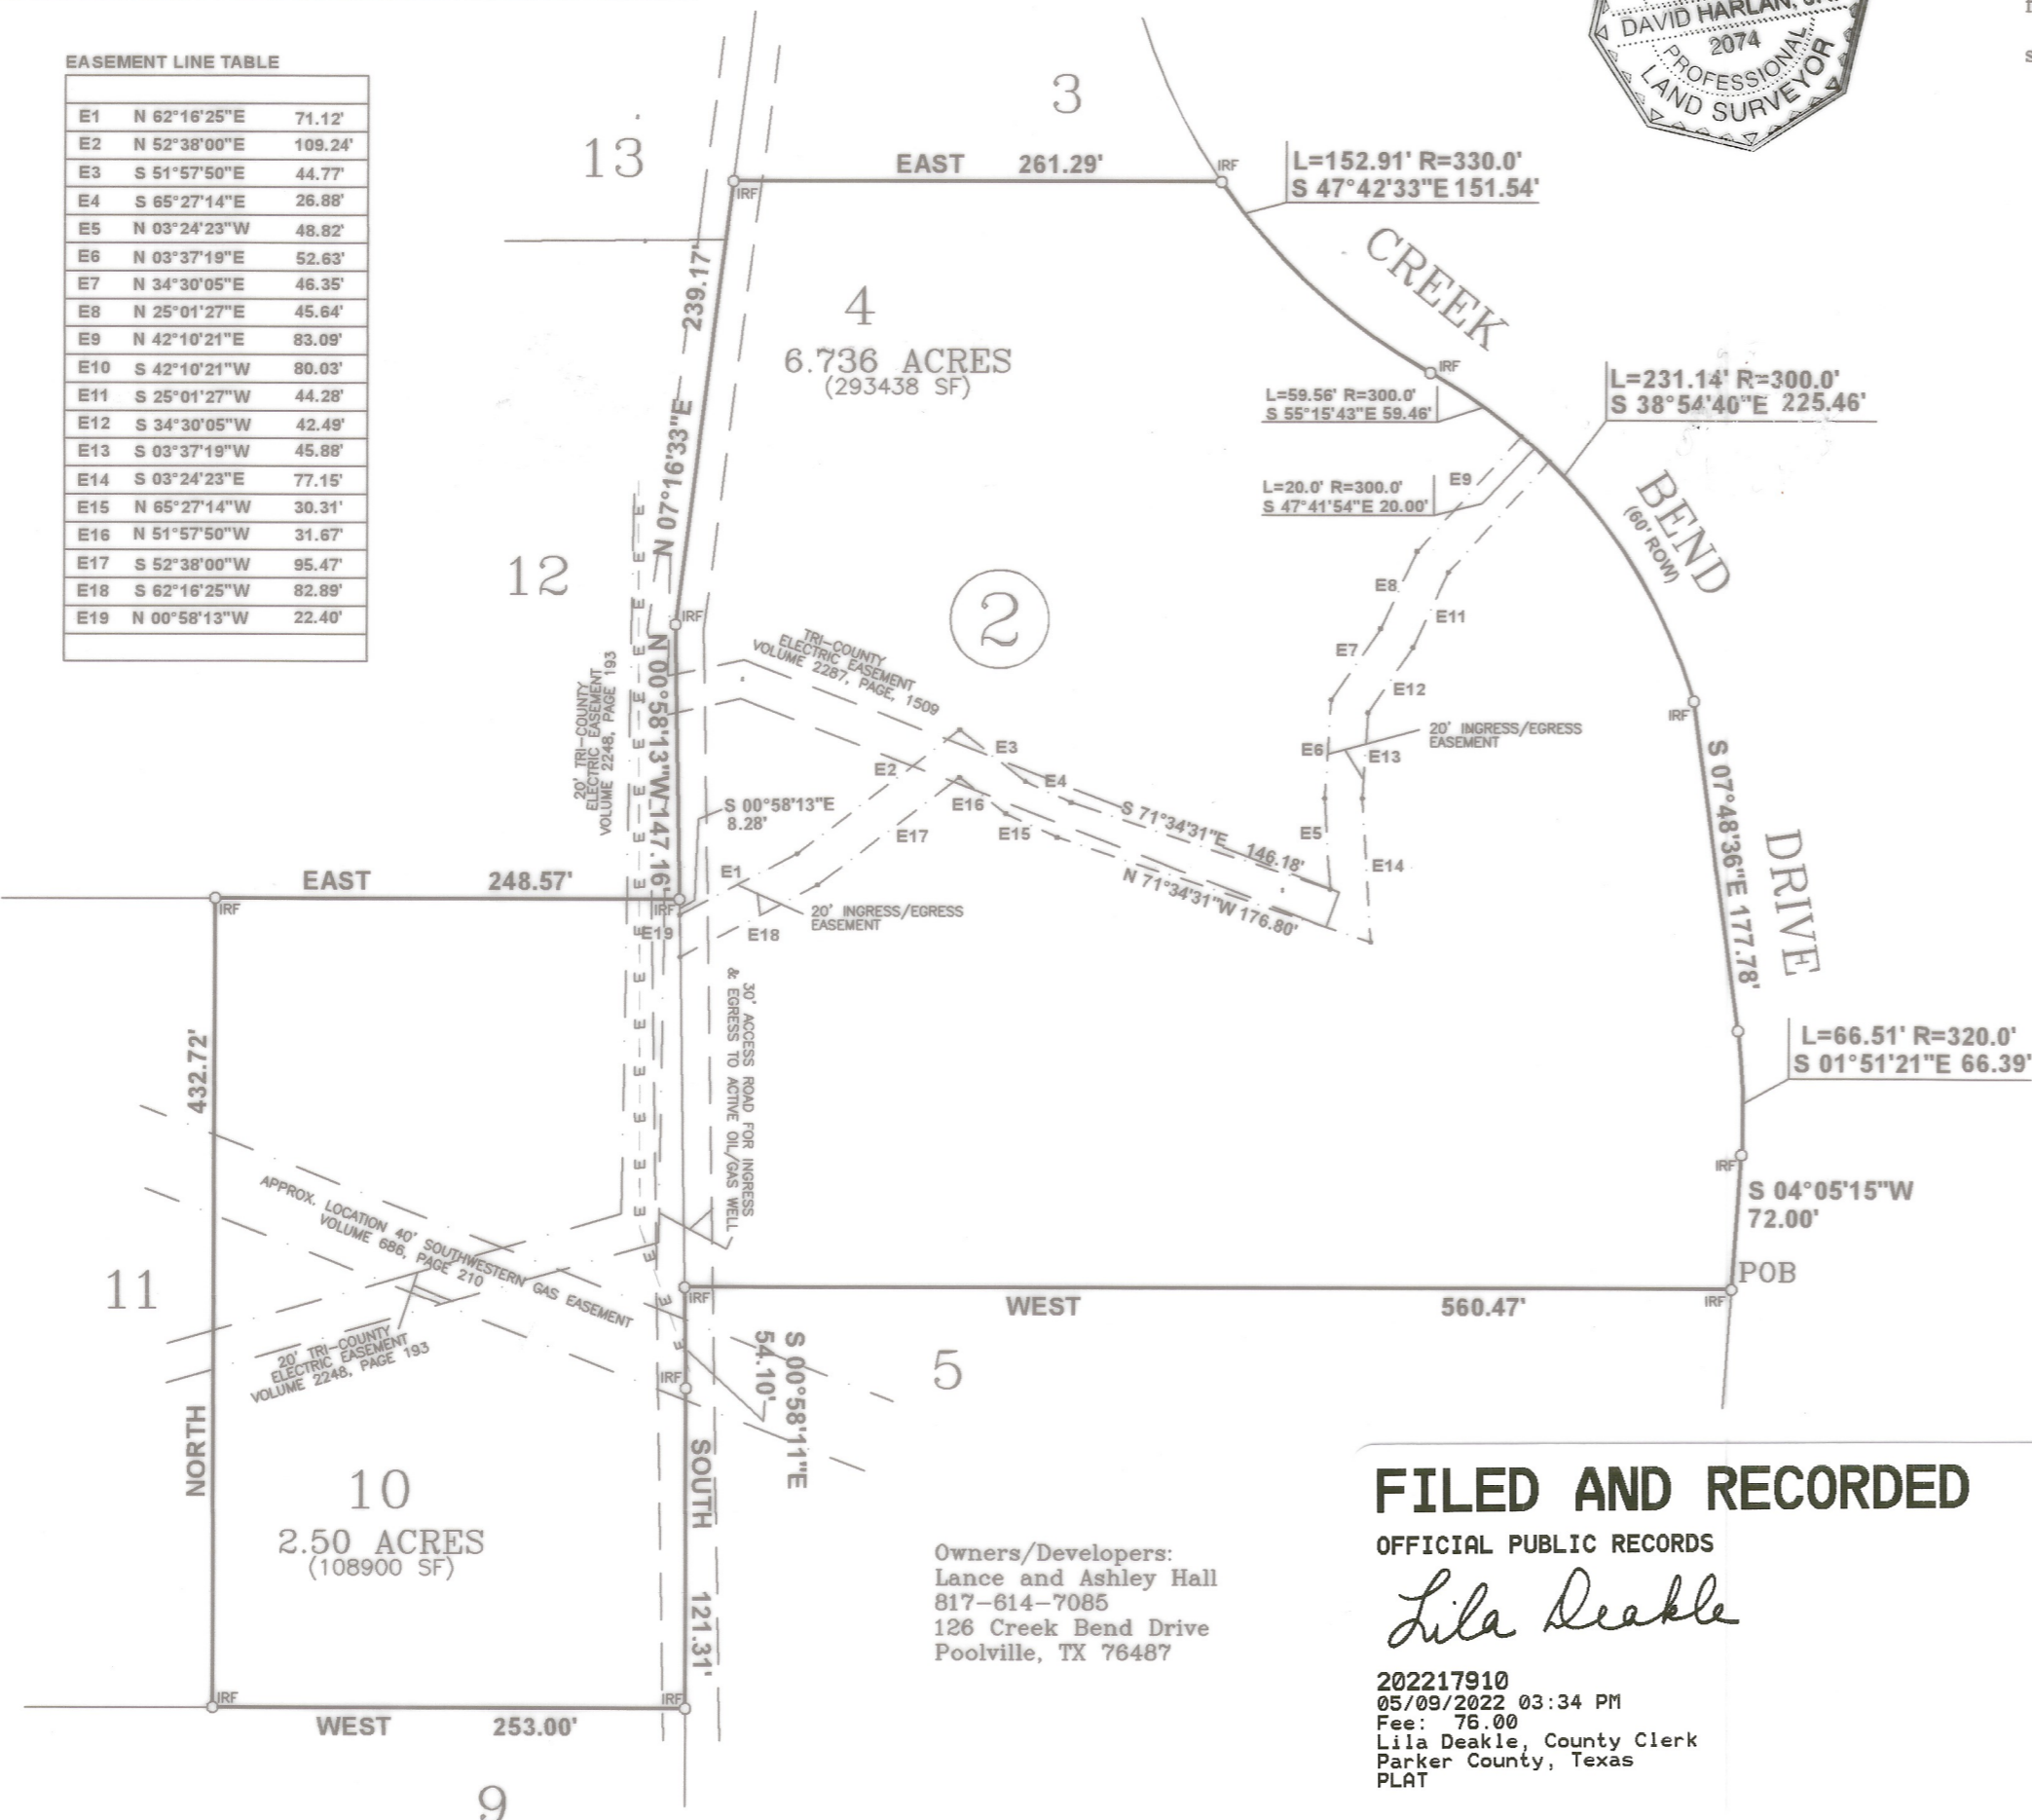 EASEMENT LINE TABLE
E1 N 62°16'25"E 71.12'
E2 N 52°38'00"E 109.24'
E3 S 51°57'50"E 44.77'
E4 S 65°27'14"E 26.88'
E5 N 03°24'23"W 48.82'
E6 N 03°37'19"E 52.63'
E7 N 34°30'05"E 46.35'
E8 N 25°01'27"E 45.64'
E9 N 42°10'21"E 83.09'
E10 S 42°10'21"W 80.03'
E11 S 25°01'27"W 44.28'
E12 S 34°30'05"W 42.49'
E13 S 03°37'19"W 45.88'
E14 S 03°24'23"E 77.15'
E15 N 65°27'14"W 30.31'
E16 N 51°57'50"W 31.67'
E17 S 52°38'00"W 95.47'
E18 S 62°16'25"W 82.89'
E19 N 00°58'13"W 22.40'
DAVID HARLAN,
2074
PROFESSIONAL
LAND SURVEYOR
13
3
EAST 261.29'
IRF
IRF
L=152.91' R=330.0'
S 47°42'33"E 151.54'
CREEK
BEND
(60' ROW)
DRIVE
N 07°16'33"E 239.17'
4
6.736 ACRES
(293438 SF)
IRF
L=59.56' R=300.0'
S 55°15'43"E 59.46'
L=231.14' R=300.0'
S 38°54'40"E 225.46'
L=20.0' R=300.0'
S 47°41'54"E 20.00'
E9
E8
E11
E7
E12
12
2
IRF
TRI-COUNTY
ELECTRIC EASEMENT
VOLUME 2287, PAGE, 1509
20' TRI-COUNTY
ELECTRIC EASEMENT
VOLUME 2248, PAGE 193
N 00°58'13"W 147.16'
IRF
20' INGRESS/EGRESS
EASEMENT
E6
E13
E5
E14
E2
E3
E4
E16
E15
E17
S 71°34'31"E 146.18'
N 71°34'31"W 176.80'
S 00°58'13"E
8.28'
E1
E18
20' INGRESS/EGRESS
EASEMENT
S 07°48'36"E 177.78'
EAST 248.57'
IRF
IRF
E19
E E E E E E E E E E E E E E E E E E
30' ACCESS ROAD FOR INGRESS
& EGRESS TO ACTIVE OIL/GAS WELL
L=66.51' R=320.0'
S 01°51'21"E 66.39'
IRF
S 04°05'15"W
72.00'
POB
IRF
WEST 560.47'
IRF
432.72'
NORTH
11
APPROX. LOCATION 40' SOUTHWESTERN GAS EASEMENT
VOLUME 686, PAGE 210
20' TRI-COUNTY
ELECTRIC EASEMENT
VOLUME 2248, PAGE 193
S 00°58'11"E
54.10'
IRF
5
SOUTH 121.31'
10
2.50 ACRES
(108900 SF)
IRF
IRF
WEST 253.00'
9
Owners/Developers:
Lance and Ashley Hall
817-614-7085
126 Creek Bend Drive
Poolville, TX 76487
FILED AND RECORDED
OFFICIAL PUBLIC RECORDS
Lila Deakle
202217910
05/09/2022 03:34 PM
Fee: 76.00
Lila Deakle, County Clerk
Parker County, Texas
PLAT